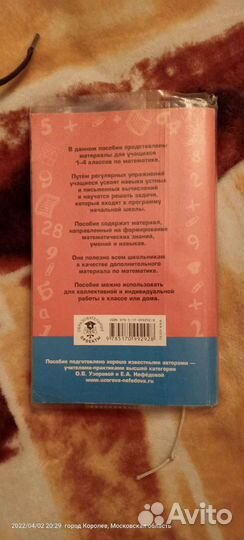 В данном пособии представлены
материалы для учащихся
1–4 классов по математике.
Путём регулярных упражнений
учащиеся усвоят навыки устных
и письменных вычислений
и научатся решать задачи,
которые входят в программу
начальной школы.
Пособие содержит материал,
направленный на формирование
математических знаний,
умений и навыков.
Оно полезно всем школьникам
в качестве дополнительного
материала по математике.
Пособие можно использовать
для коллективной и индивидуальной
работы в классе или дома.
Пособие подготовлено хорошо известными авторами —
учителями-практиками высшей категории
О.В. Узоровой и Е.А. Нефёдовой.
www.uzorova-nefedova.ru
2022/04/02 20:29 город Королев, Московская область
Avito